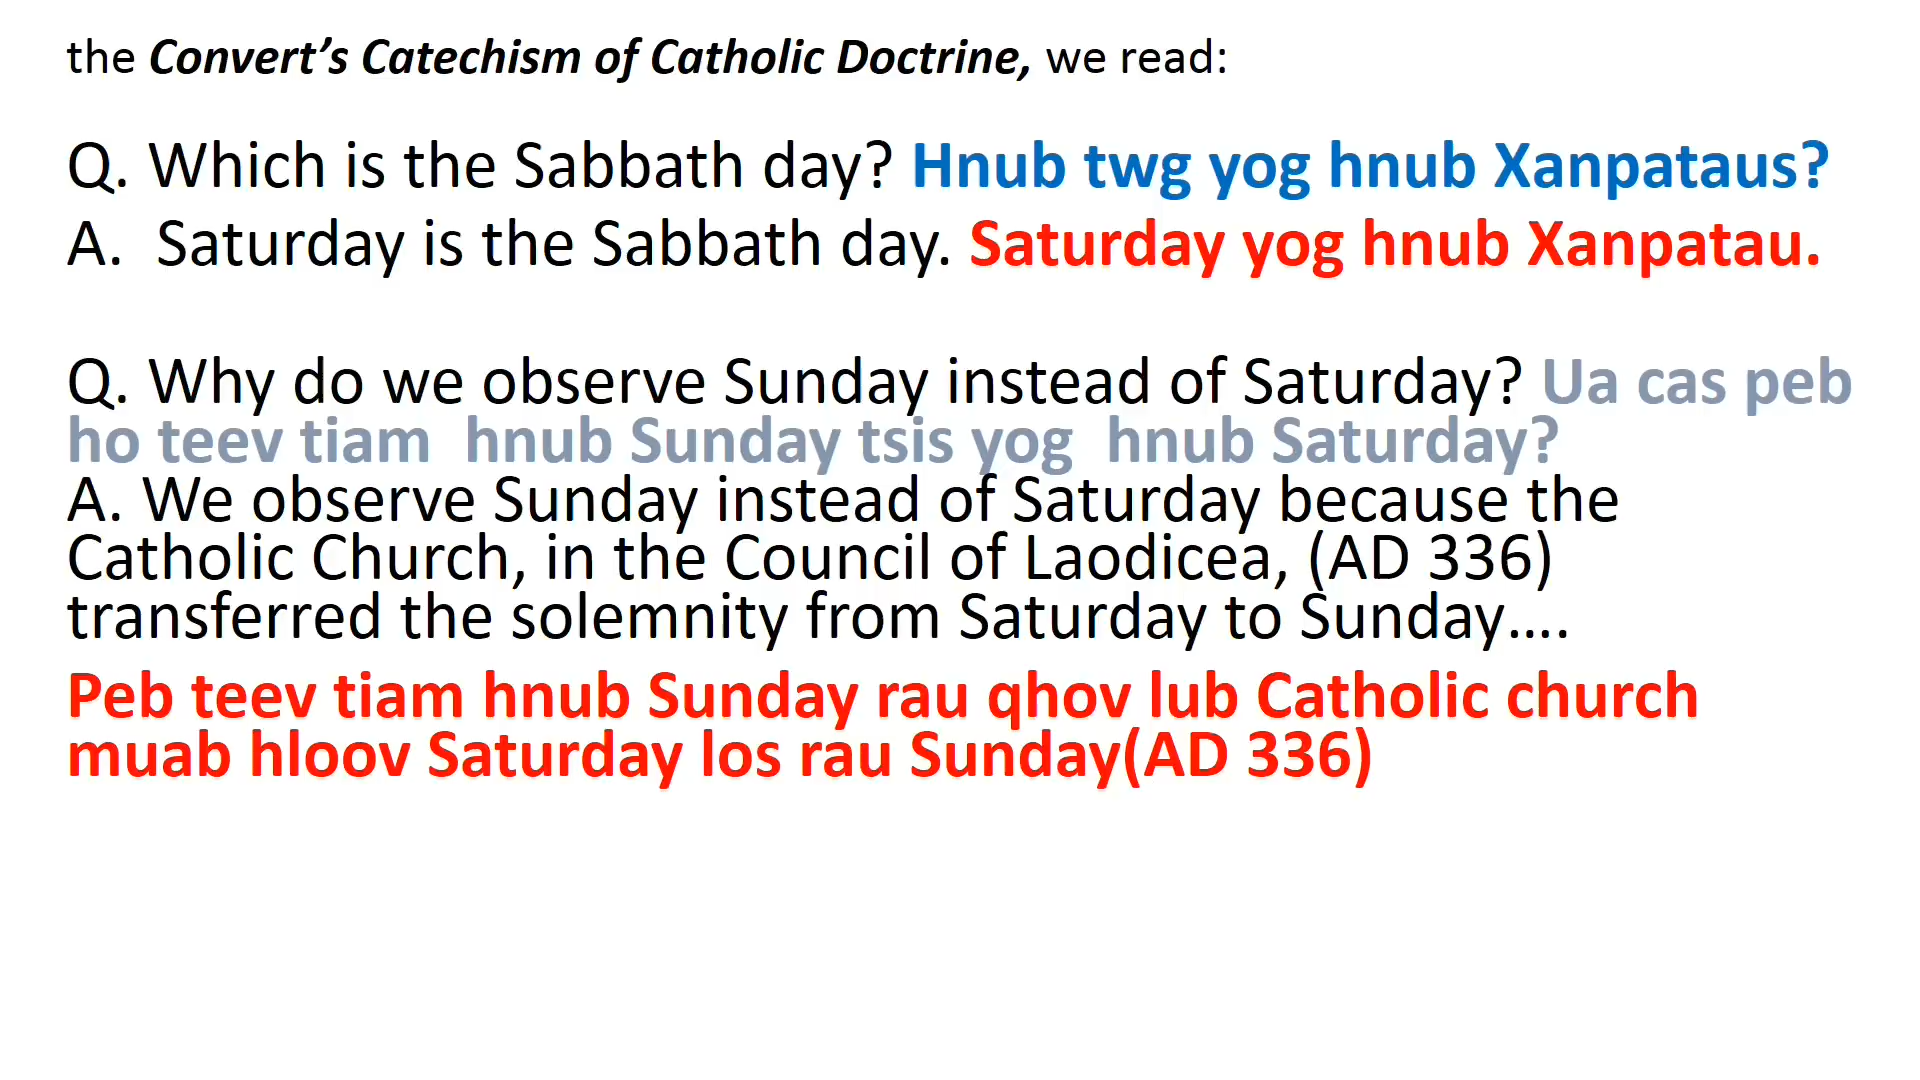 the Convert’s Catechism of Catholic Doctrine, we read:
Q. Which is the Sabbath day? Hnub twg yog hnub Xanpataus?
A.  Saturday is the Sabbath day. Saturday yog hnub Xanpatau.
Q. Why do we observe Sunday instead of Saturday? Ua cas peb
ho teev tiam  hnub Sunday tsis yog  hnub Saturday?
A. We observe Sunday instead of Saturday because the
Catholic Church, in the Council of Laodicea, (AD 336)
transferred the solemnity from Saturday to Sunday….
Peb teev tiam hnub Sunday rau qhov lub Catholic church
muab hloov Saturday los rau Sunday(AD 336)